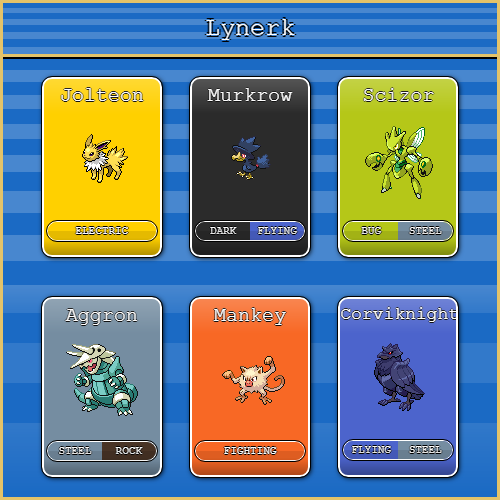 Lynerk
Jolteon
ELECTRIC
Murkrow
DARK FLYING
Scizor
BUG STEEL
Aggron
STEEL ROCK
Mankey
FIGHTING
Corviknight
FLYING STEEL